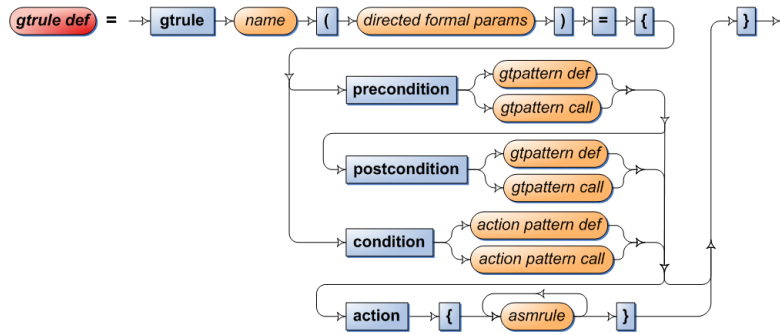 gtrule def = gtrule name ( directed formal params ) = { }
precondition gtpattern def
gtpattern call
postcondition gtpattern def
gtpattern call
condition action pattern def
action pattern call
action { asmrule }